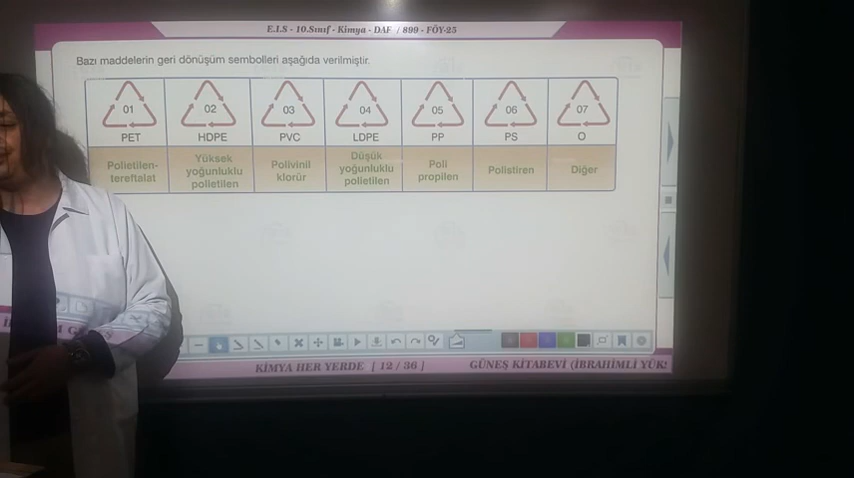 E.I.S - 10.Sınıf - Kimya - DAF / 899 - FÖY-25
Bazı maddelerin geri dönüşüm sembolleri aşağıda verilmiştir.
01 02 03 04 05 06 07
PET HDPE PVC LDPE PP PS O
Polietilen-
tereftalat
Yüksek
yoğunluklu
polietilen
Polivinil
klorür
Düşük
yoğunluklu
polietilen
Poli
propilen
Polistiren
Diğer
KİMYA HER YERDE [ 12 / 36 ] GÜNEŞ KİTABEVİ (İBRAHİMLİ YÜK: